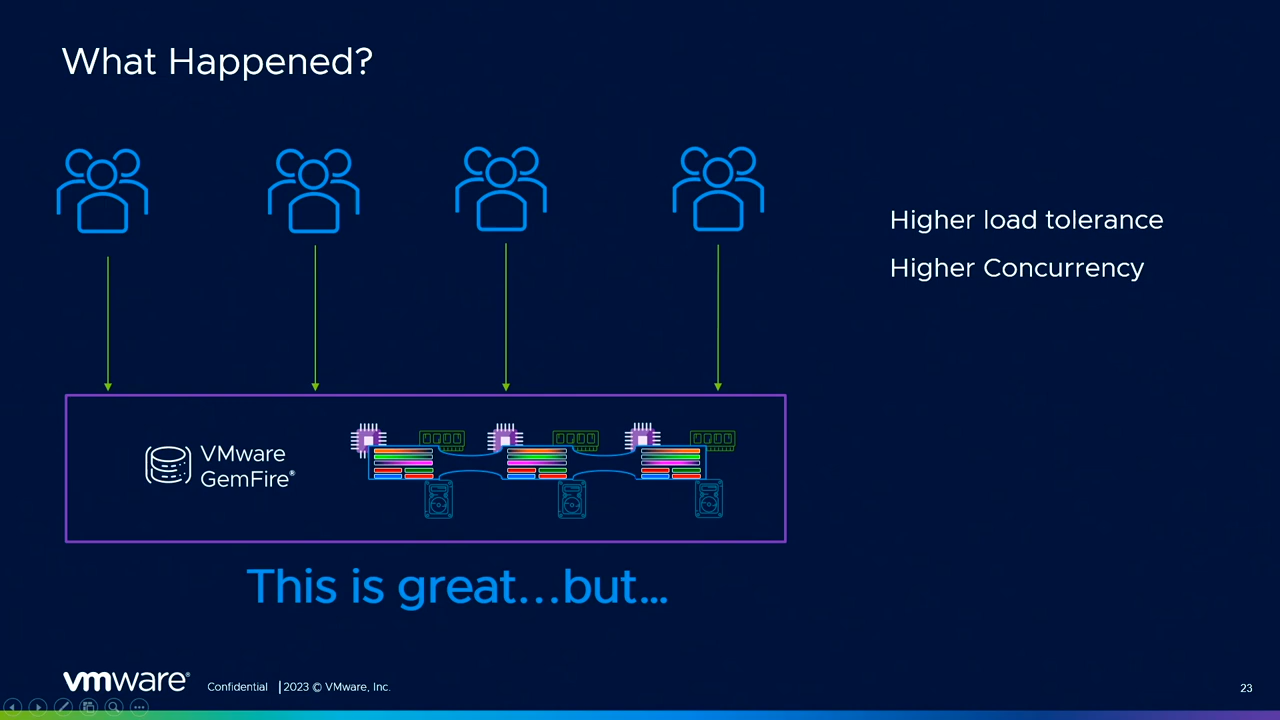 What Happened?
Higher load tolerance
Higher Concurrency
VMware
GemFire®
This is great...but...
vmware®
Confidential | 2023 © VMware, Inc.
23